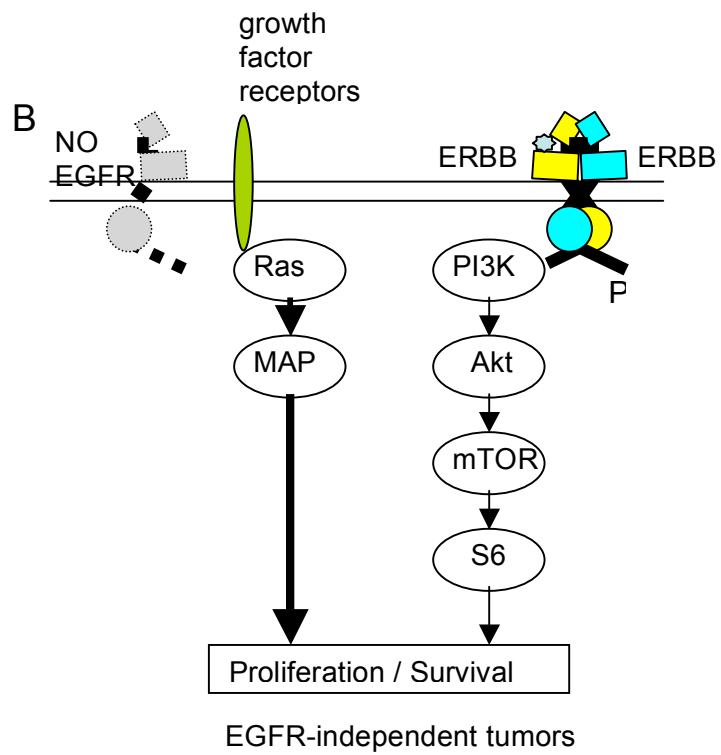 growth
factor
receptors
B
NO
EGFR
ERBB
ERBB
Ras
PI3K
P
MAP
Akt
mTOR
S6
Proliferation / Survival
EGFR-independent tumors